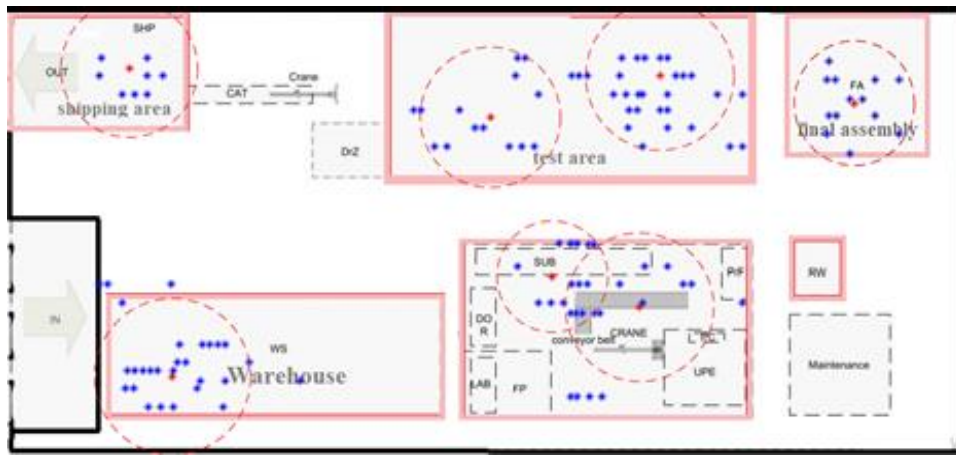 SHP
OUT
shipping area
CAT
Crane
DrZ
test area
FA
final assembly
IN
WS
Warehouse
SUB
P/F
DO
R
conveyor belt
CRANE
LAB
FP
UPE
RW
Maintenance